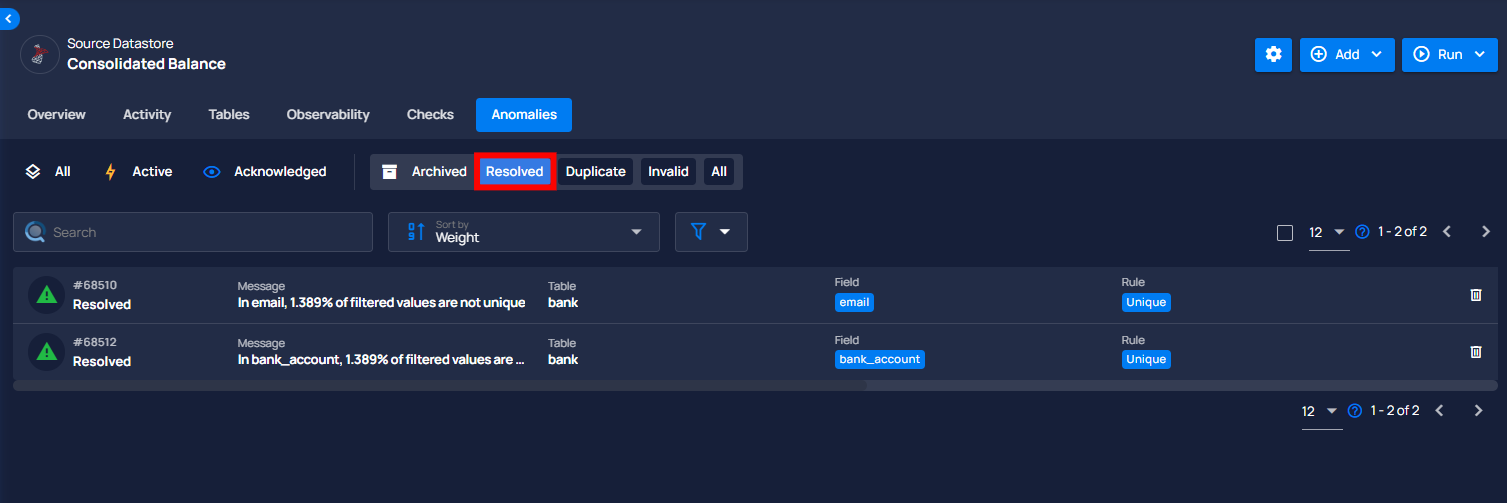 Source Datastore
Consolidated Balance
Add
Run
Overview Activity Tables Observability Checks Anomalies
All Active Acknowledged Archived Resolved Duplicate Invalid All
Search
Sort by
Weight
12 1 - 2 of 2
#68510
Resolved
Message
In email, 1.389% of filtered values are not unique
Table
bank
Field
email
Rule
Unique
#68512
Resolved
Message
In bank_account, 1.389% of filtered values are ...
Table
bank
Field
bank_account
Rule
Unique
12 1 - 2 of 2